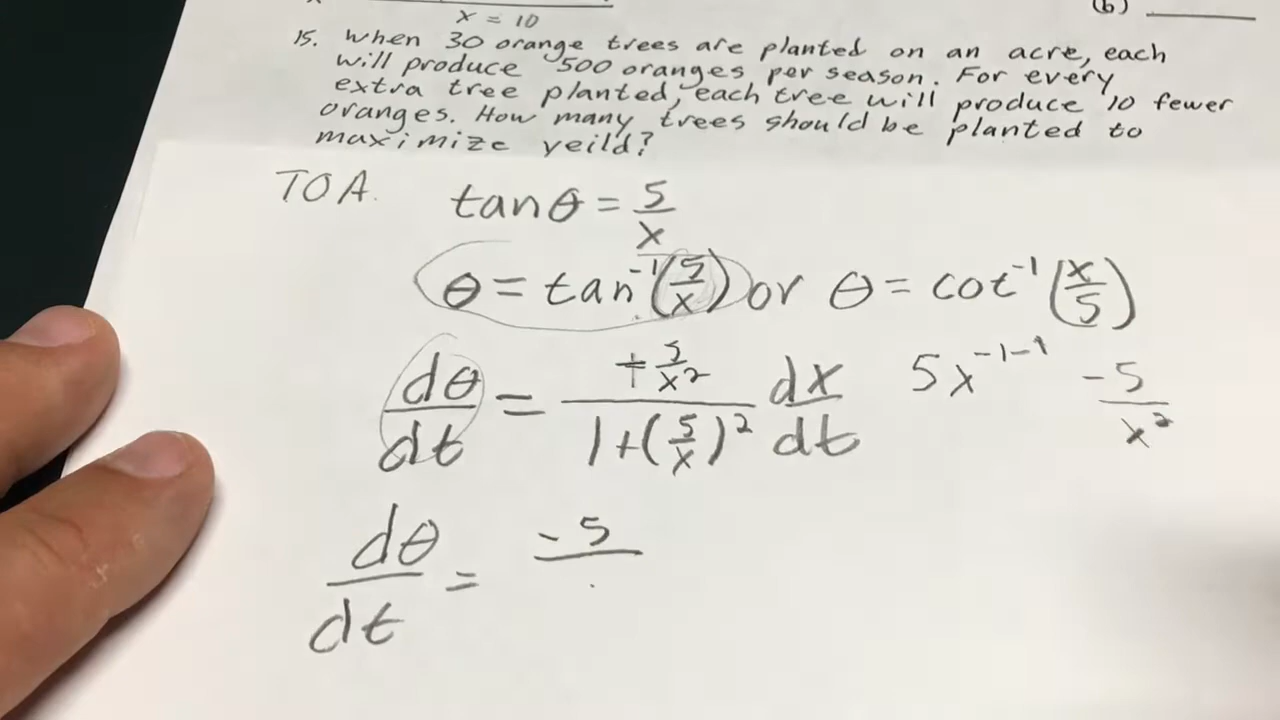 x = 10
(b)
15. When 30 orange trees are planted on an acre, each
will produce 500 oranges per season. For every
extra tree planted, each tree will produce 10 fewer
oranges. How many trees should be planted to
maximize yeild?
TOA. tanθ = 5/x
θ = tan⁻¹(5/x) or θ = cot⁻¹(x/5)
dθ/dt = (+5/x²)/(1+(5/x)²) dx/dt 5x⁻¹⁻¹ -5/x²
dθ/dt = -5